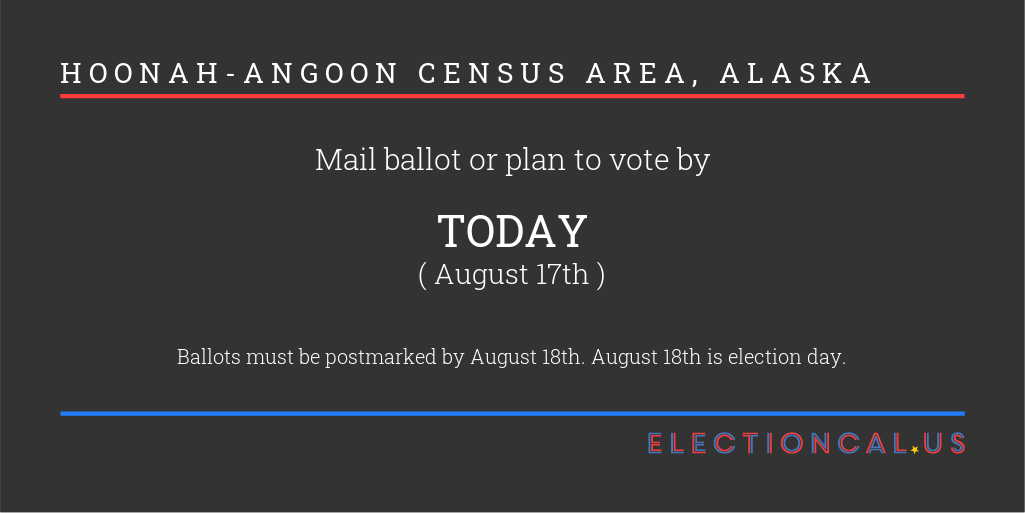 HOONAH-ANGOON CENSUS AREA, ALASKA
Mail ballot or plan to vote by
TODAY
( August 17th )
Ballots must be postmarked by August 18th. August 18th is election day.
ELECTIONCAL.US